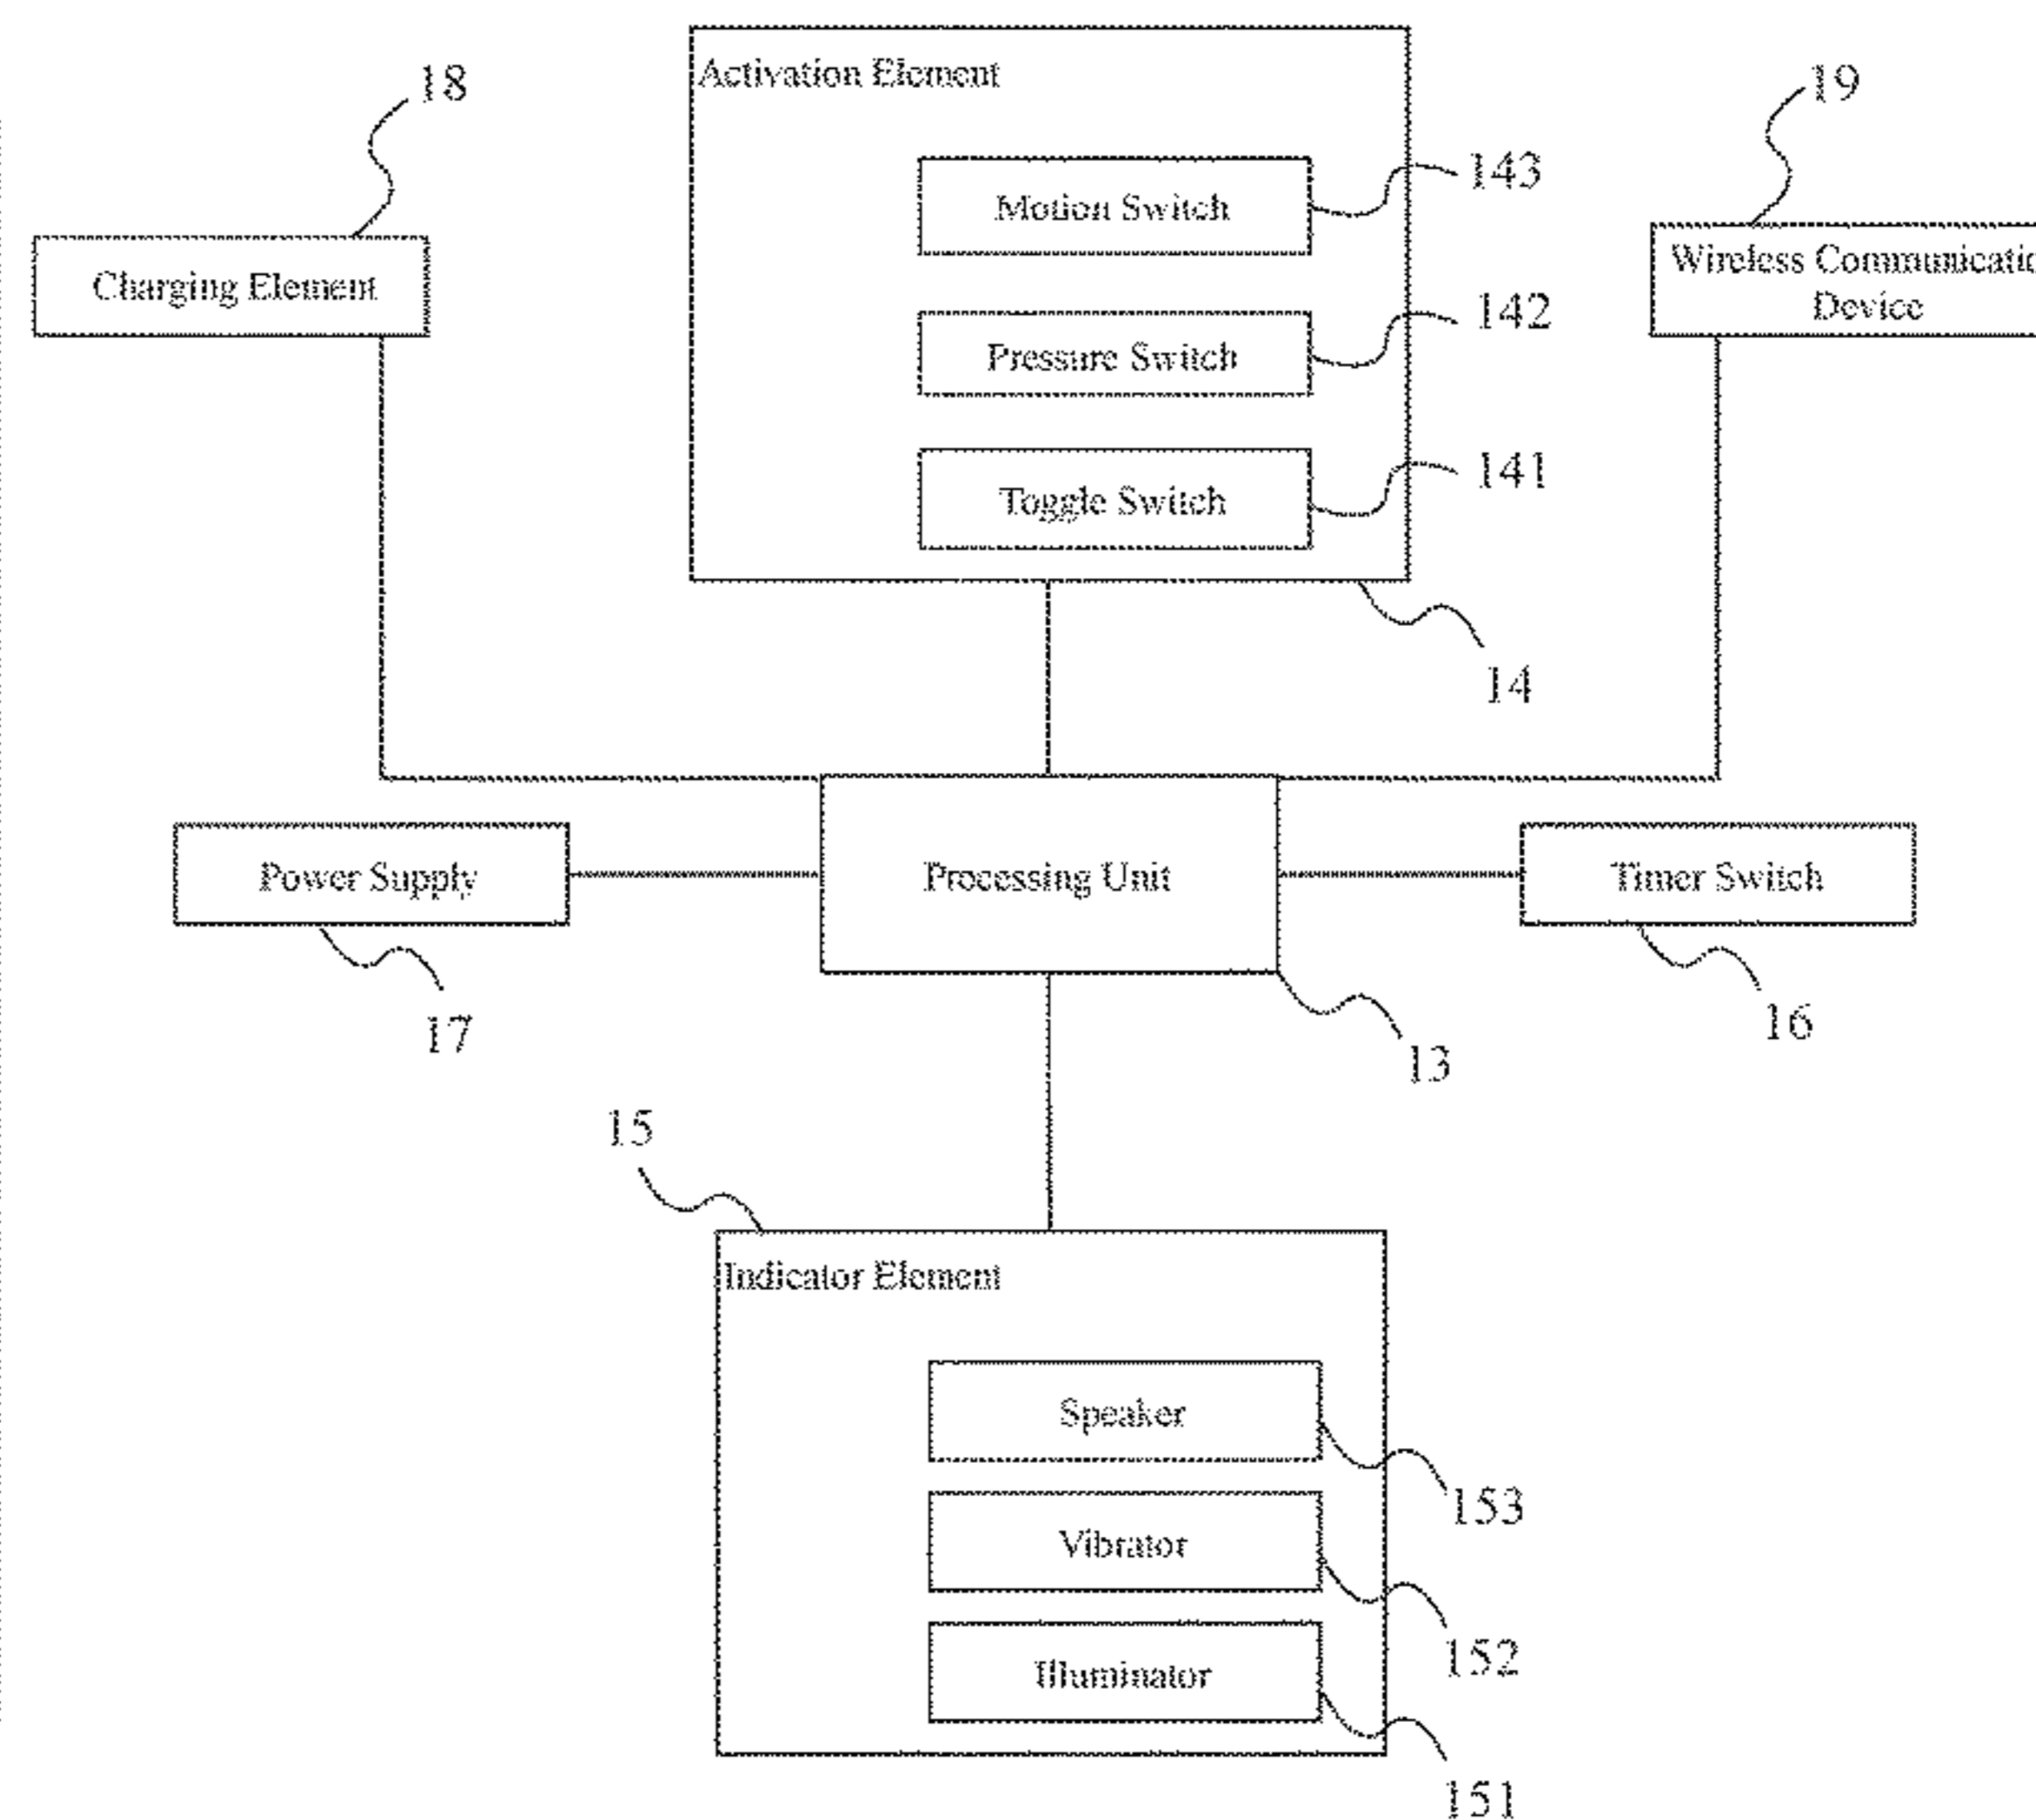 18
Activation Element
19
143
Motion Switch
Charging Element
Wireless Communicatio
Device
142
Pressure Switch
141
Toggle Switch
14
Power Supply
Processing Unit
Timer Switch
17
16
13
15
Indicator Element
Speaker
153
Vibrator
152
Illuminator
151